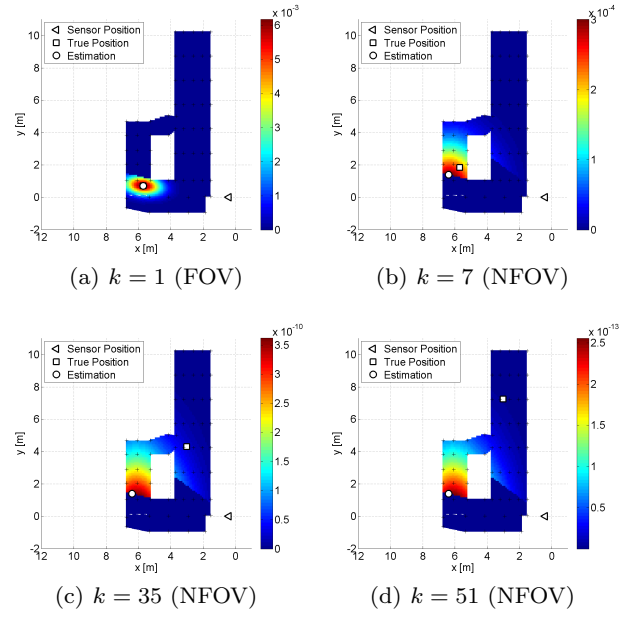 x 10⁻³
Sensor Position
True Position
Estimation
10
8
6
4
2
0
-2
12 10 8 6 4 2 0
y [m]
x [m]
6
5
4
3
2
1
0
(a) k = 1 (FOV)
x 10⁻⁴
Sensor Position
True Position
Estimation
10
8
6
4
2
0
-2
12 10 8 6 4 2 0
y [m]
x [m]
3
2
1
0
(b) k = 7 (NFOV)
x 10⁻¹⁰
Sensor Position
True Position
Estimation
10
8
6
4
2
0
-2
12 10 8 6 4 2 0
y [m]
x [m]
3.5
3
2.5
2
1.5
1
0.5
0
(c) k = 35 (NFOV)
x 10⁻¹³
Sensor Position
True Position
Estimation
10
8
6
4
2
0
-2
12 10 8 6 4 2 0
y [m]
x [m]
2.5
2
1.5
1
0.5
(d) k = 51 (NFOV)